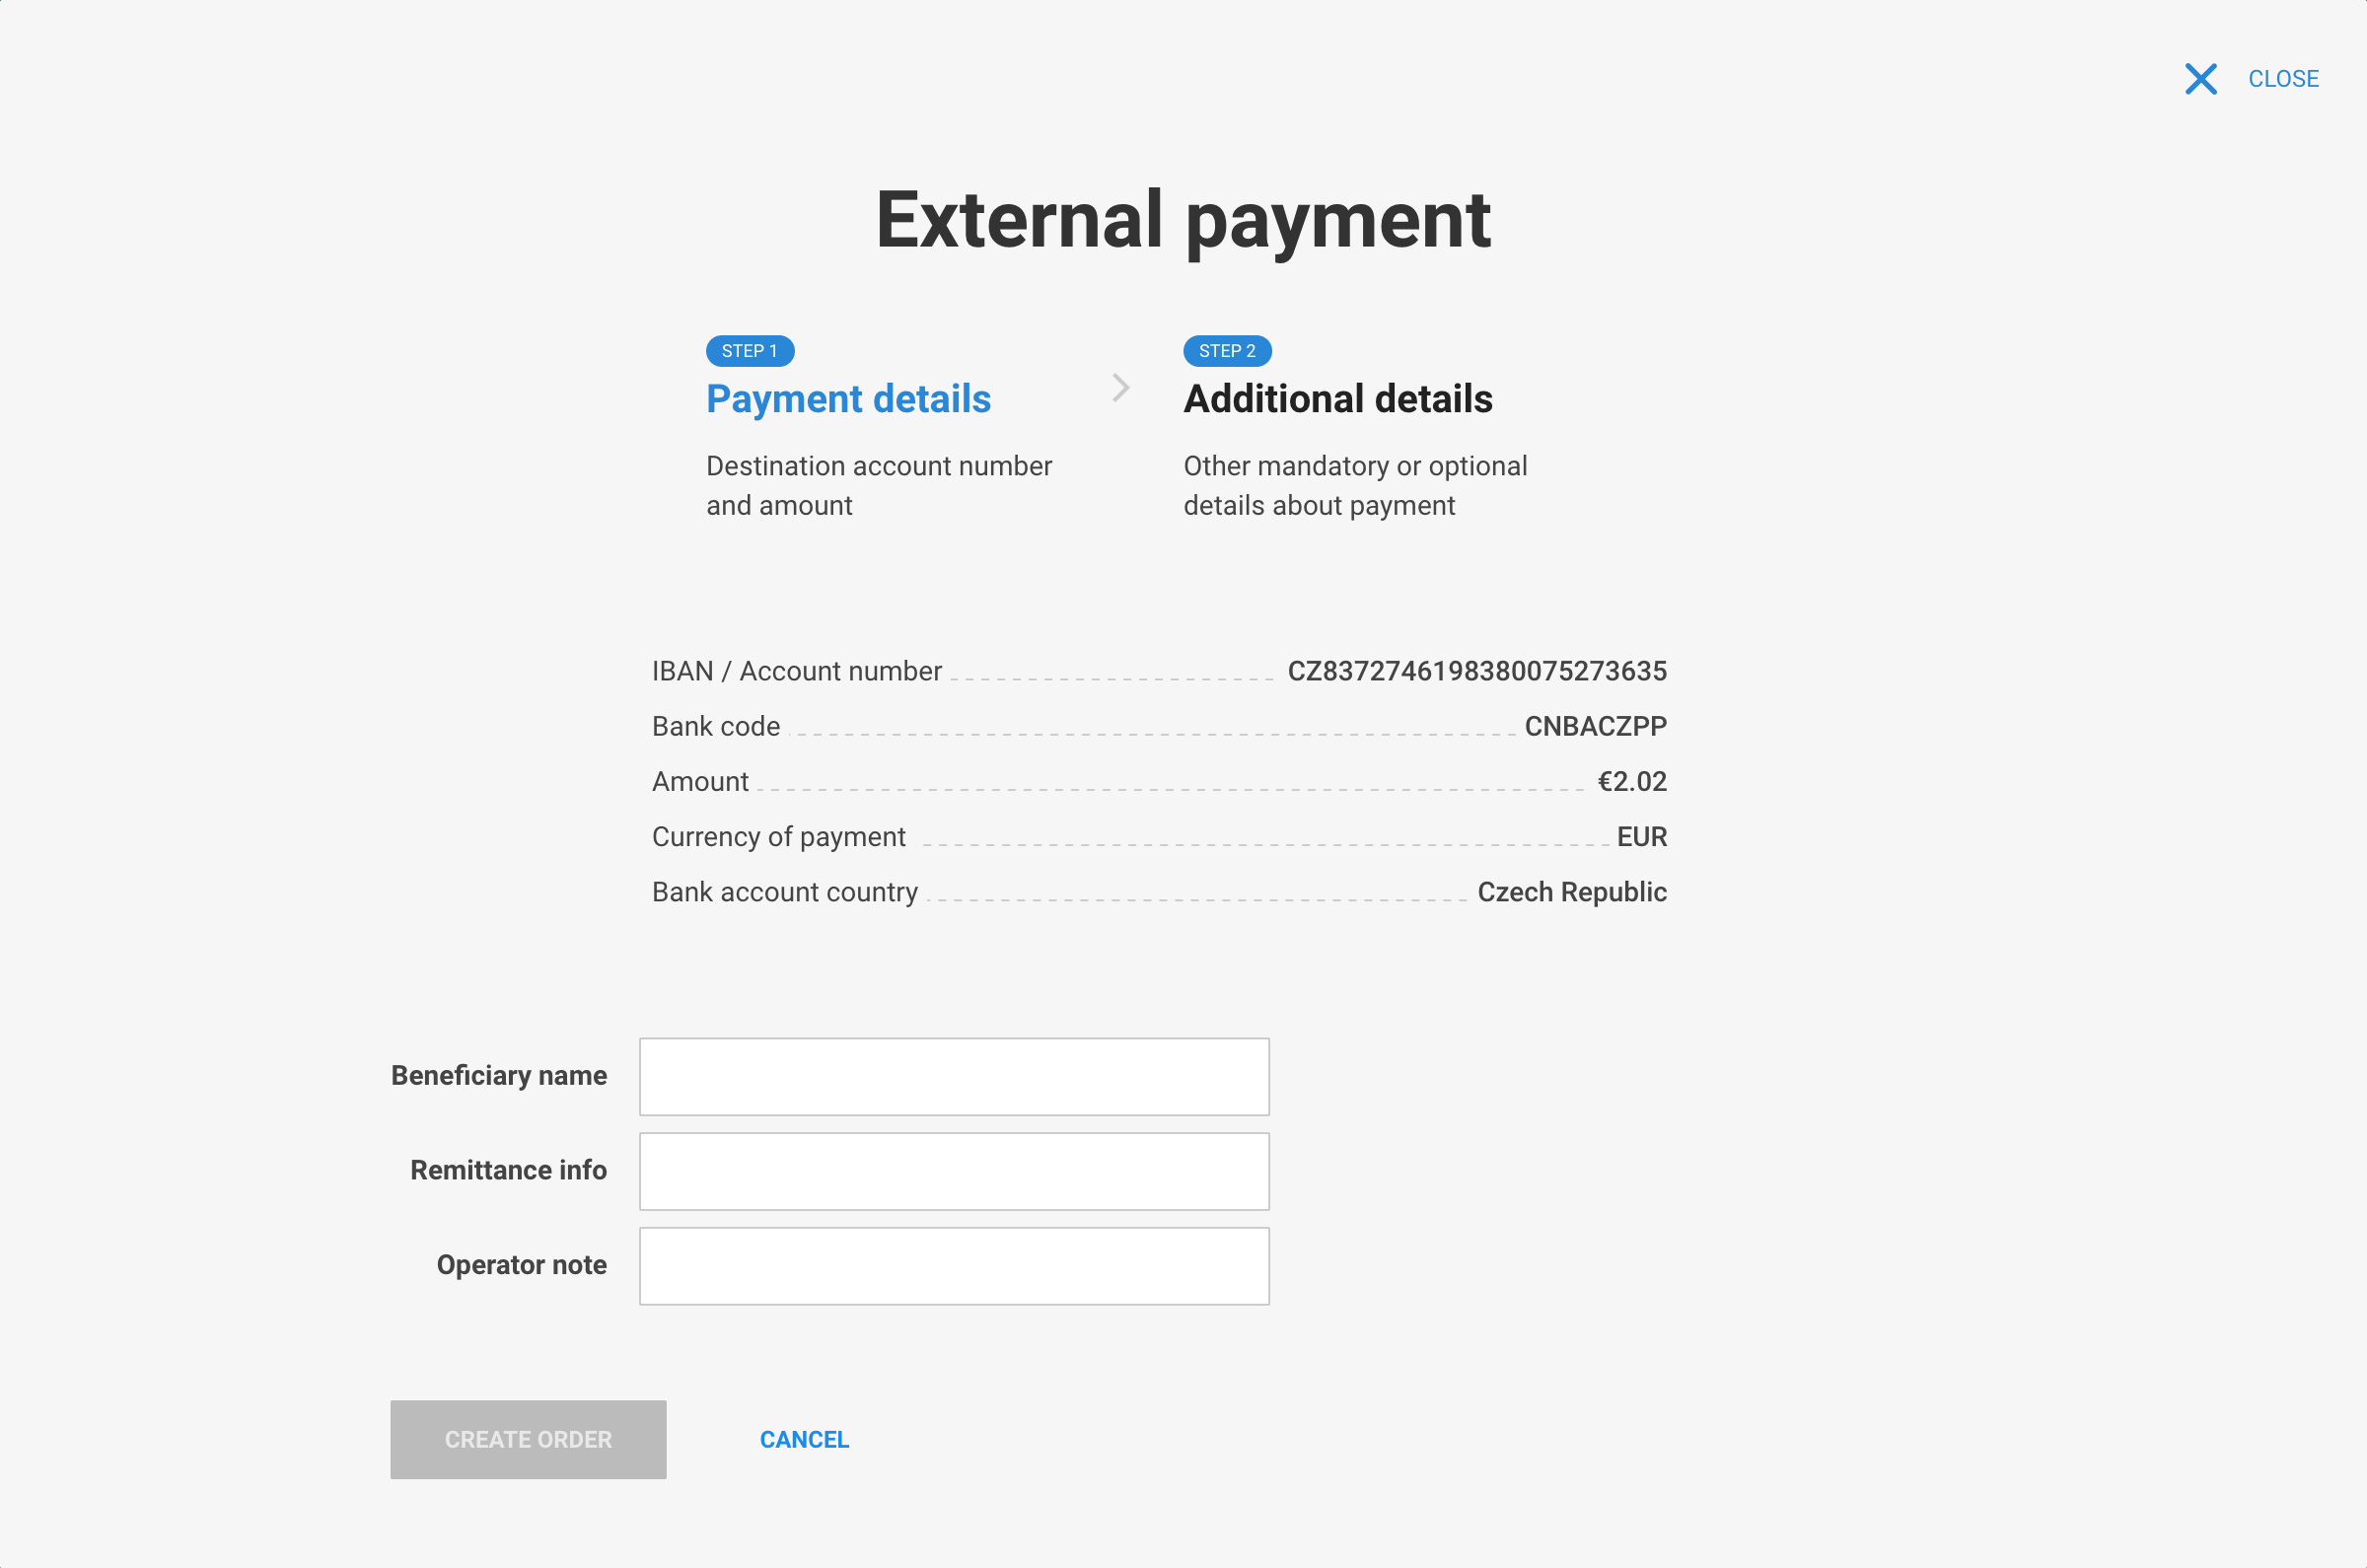 CLOSE
External payment
STEP 1
Payment details
Destination account number
and amount
STEP 2
Additional details
Other mandatory or optional
details about payment
IBAN / Account number CZ8372746198380075273635
Bank code CNBACZPP
Amount €2.02
Currency of payment EUR
Bank account country Czech Republic
Beneficiary name
Remittance info
Operator note
CREATE ORDER
CANCEL